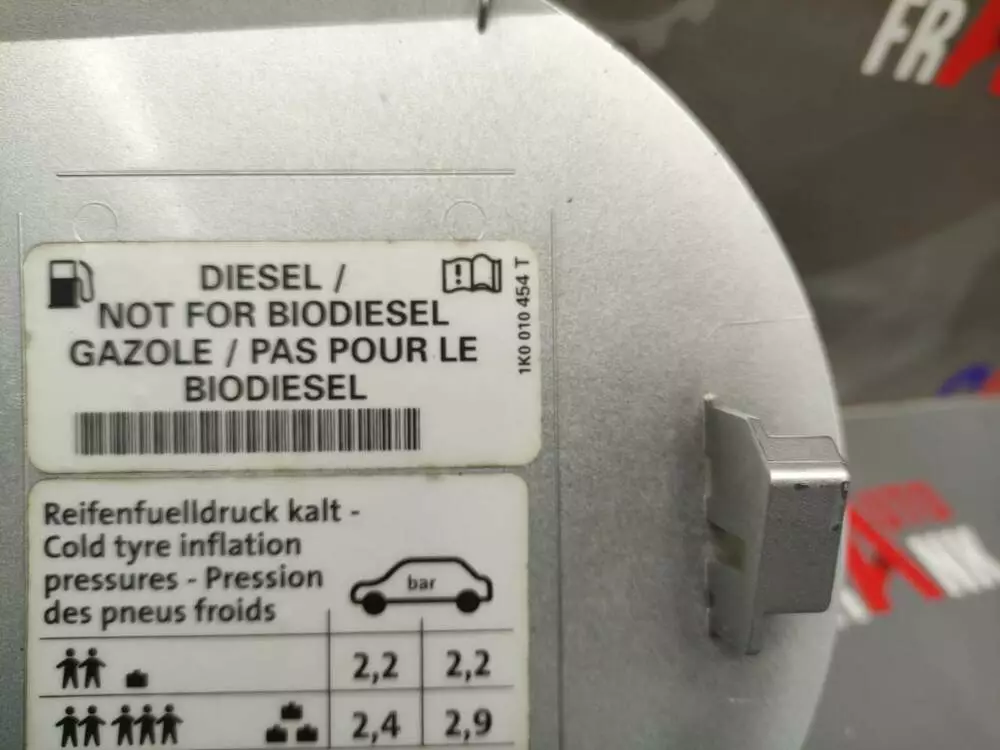 DIESEL /
NOT FOR BIODIESEL
GAZOLE / PAS POUR LE
BIODIESEL
1K0 010 454 T
Reifenfuelldruck kalt -
Cold tyre inflation
pressures - Pression
des pneus froids
bar
2,2 2,2
2,4 2,9